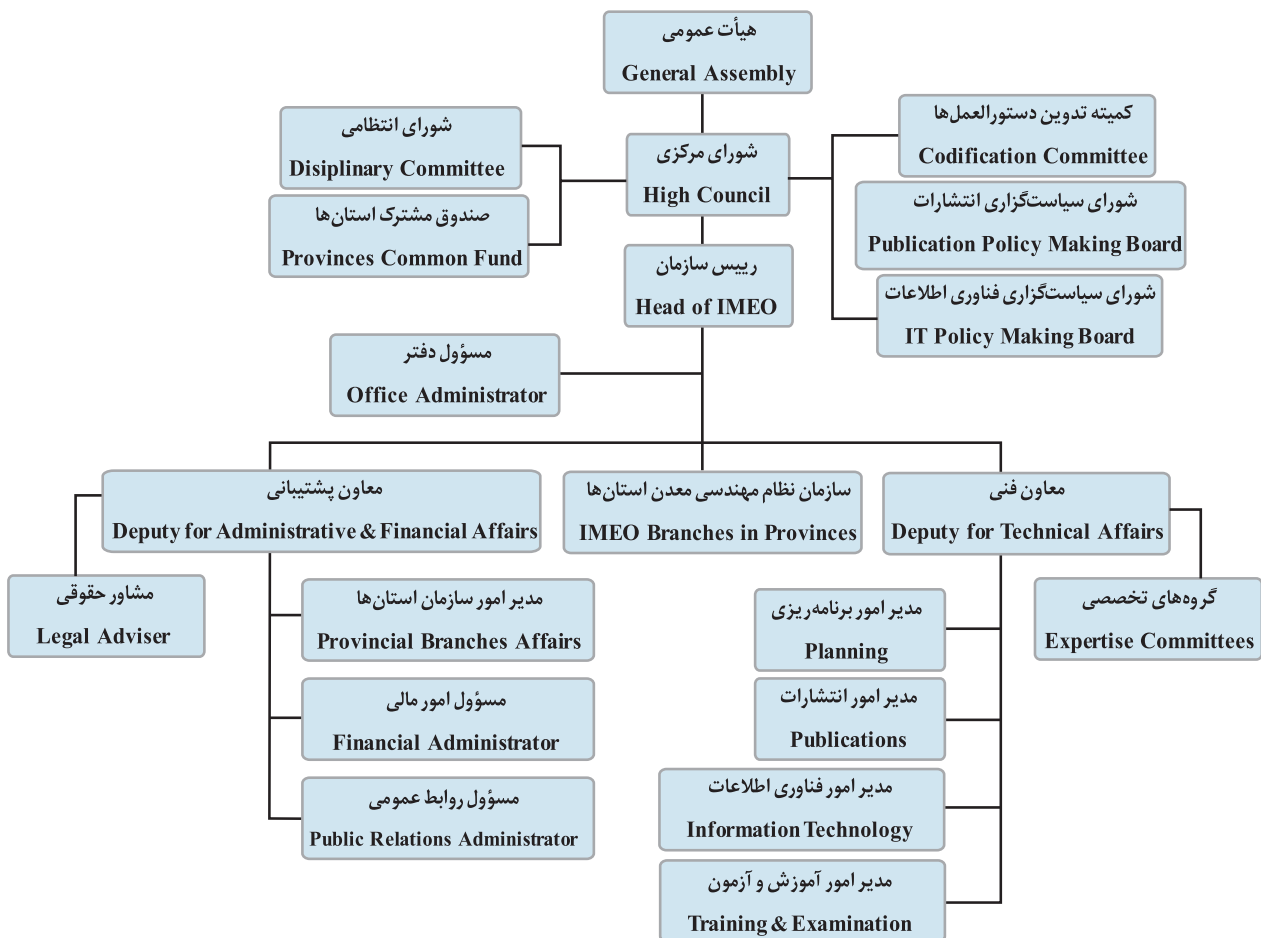 هیأت عمومی
General Assembly
شورای انتظامی
Disiplinary Committee
صندوق مشترک استان‌ها
Provinces Common Fund
شورای مرکزی
High Council
کمیته تدوین دستورالعمل‌ها
Codification Committee
شورای سیاست‌گزاری انتشارات
Publication Policy Making Board
شورای سیاست‌گزاری فناوری اطلاعات
IT Policy Making Board
رییس سازمان
Head of IMEO
مسؤول دفتر
Office Administrator
معاون پشتیبانی
Deputy for Administrative & Financial Affairs
سازمان نظام مهندسی معدن استان‌ها
IMEO Branches in Provinces
معاون فنی
Deputy for Technical Affairs
مشاور حقوقی
Legal Adviser
مدیر امور سازمان استان‌ها
Provincial Branches Affairs
مسؤول امور مالی
Financial Administrator
مسؤول روابط عمومی
Public Relations Administrator
مدیر امور برنامه‌ریزی
Planning
مدیر امور انتشارات
Publications
مدیر امور فناوری اطلاعات
Information Technology
مدیر امور آموزش و آزمون
Training & Examination
گروه‌های تخصصی
Expertise Committees